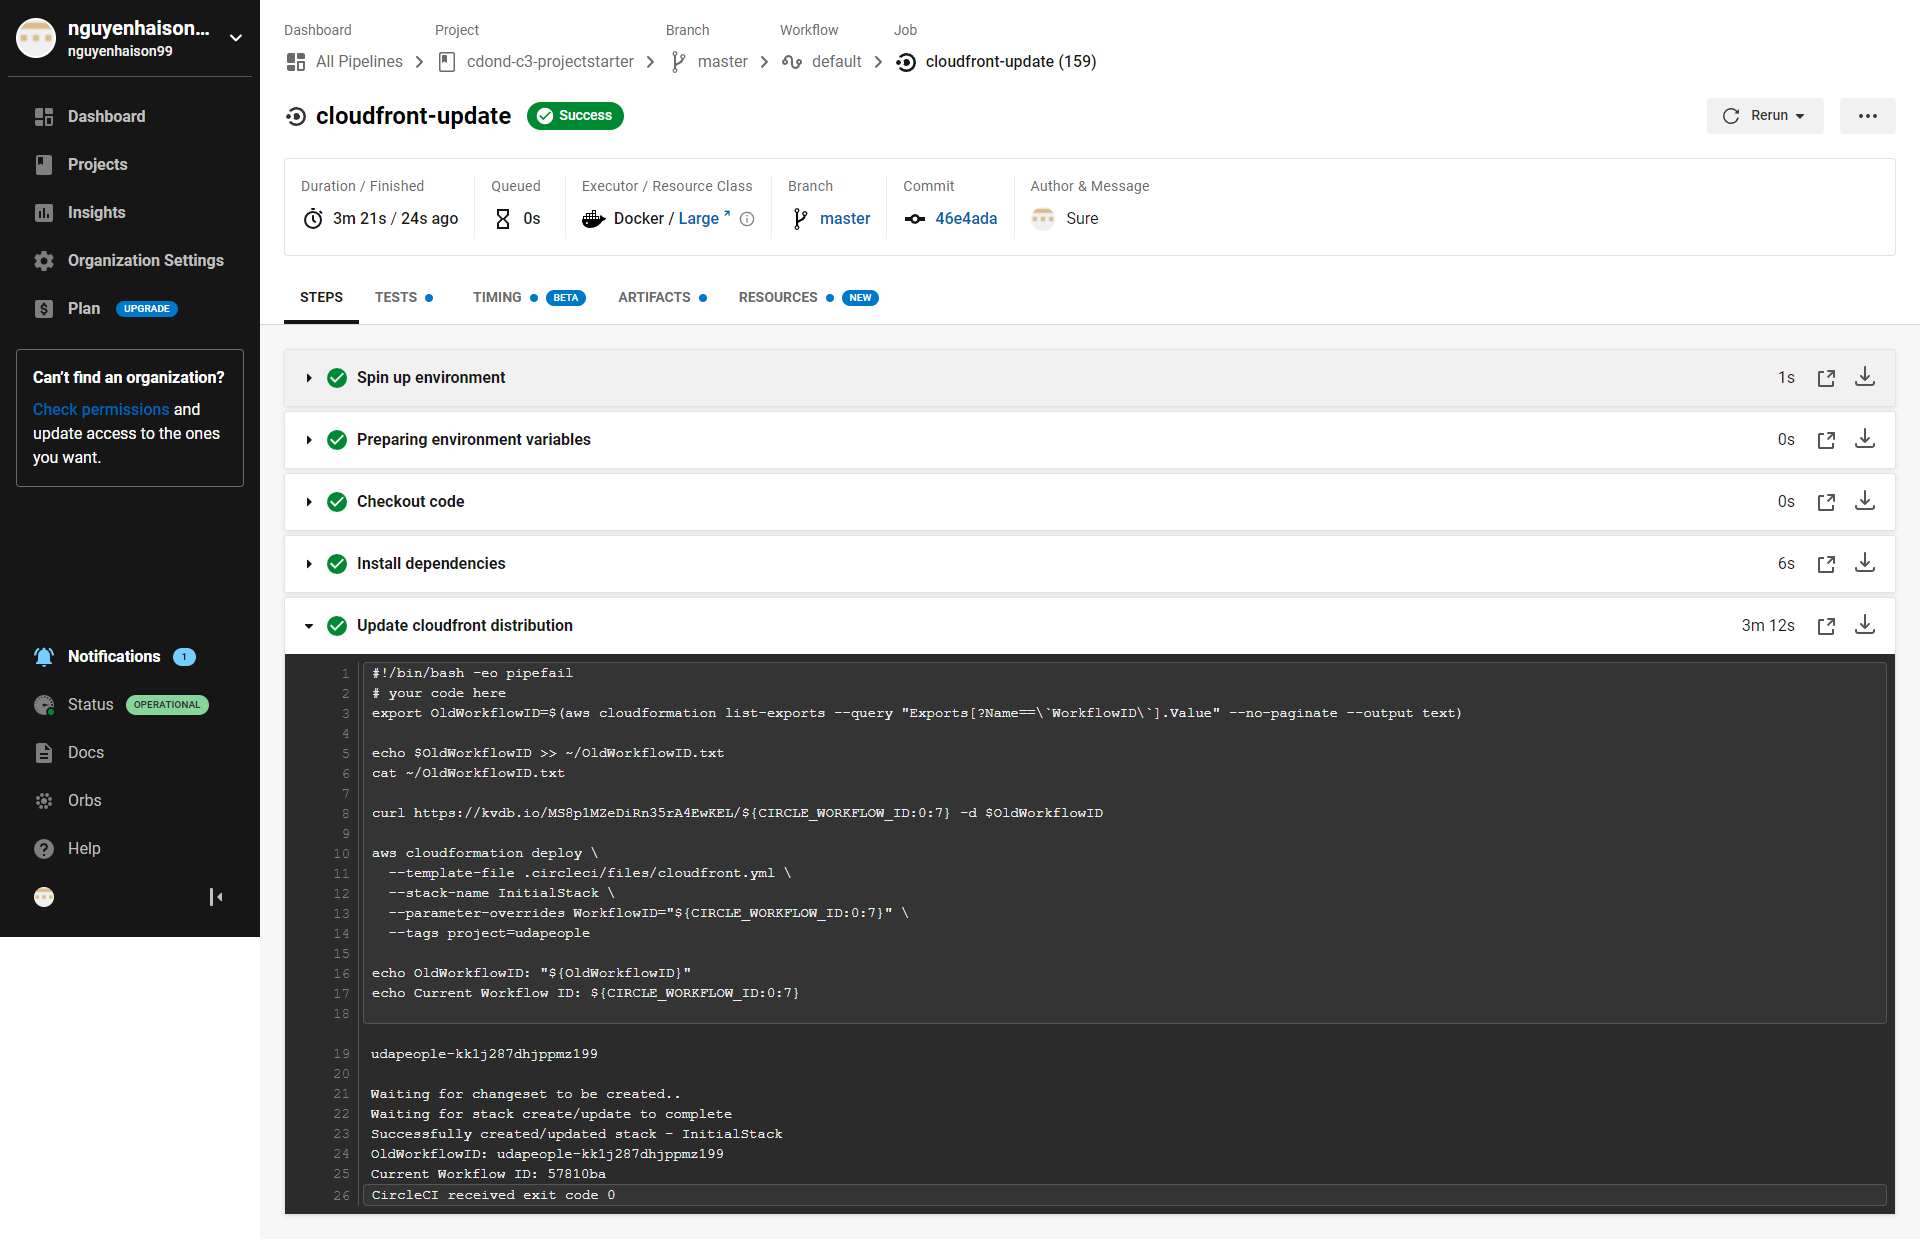 nguyenhaison...
nguyenhaison99
Dashboard
Projects
Insights
Organization Settings
Plan UPGRADE
Can't find an organization?
Check permissions and
update access to the ones
you want.
Notifications 1
Status OPERATIONAL
Docs
Orbs
Help
Dashboard Project Branch Workflow Job
All Pipelines cdond-c3-projectstarter master default cloudfront-update (159)
cloudfront-update Success
Rerun
Duration / Finished Queued Executor / Resource Class Branch Commit Author & Message
3m 21s / 24s ago 0s Docker / Large master 46e4ada Sure
STEPS TESTS TIMING BETA ARTIFACTS RESOURCES NEW
Spin up environment 1s
Preparing environment variables 0s
Checkout code 0s
Install dependencies 6s
Update cloudfront distribution 3m 12s
1 #!/bin/bash -eo pipefail
2 # your code here
3 export OldWorkflowID=$(aws cloudformation list-exports --query "Exports[?Name==\`WorkflowID\`].Value" --no-paginate --output text)
4
5 echo $OldWorkflowID >> ~/OldWorkflowID.txt
6 cat ~/OldWorkflowID.txt
7
8 curl https://kvdb.io/MS8p1MZeDiRn35rA4EwKEL/${CIRCLE_WORKFLOW_ID:0:7} -d $OldWorkflowID
9
10 aws cloudformation deploy \
11 --template-file .circleci/files/cloudfront.yml \
12 --stack-name InitialStack \
13 --parameter-overrides WorkflowID="${CIRCLE_WORKFLOW_ID:0:7}" \
14 --tags project=udapeople
15
16 echo OldWorkflowID: "${OldWorkflowID}"
17 echo Current Workflow ID: ${CIRCLE_WORKFLOW_ID:0:7}
18
19 udapeople-kk1j287dhjppmz199
20
21 Waiting for changeset to be created..
22 Waiting for stack create/update to complete
23 Successfully created/updated stack - InitialStack
24 OldWorkflowID: udapeople-kk1j287dhjppmz199
25 Current Workflow ID: 57810ba
26 CircleCI received exit code 0